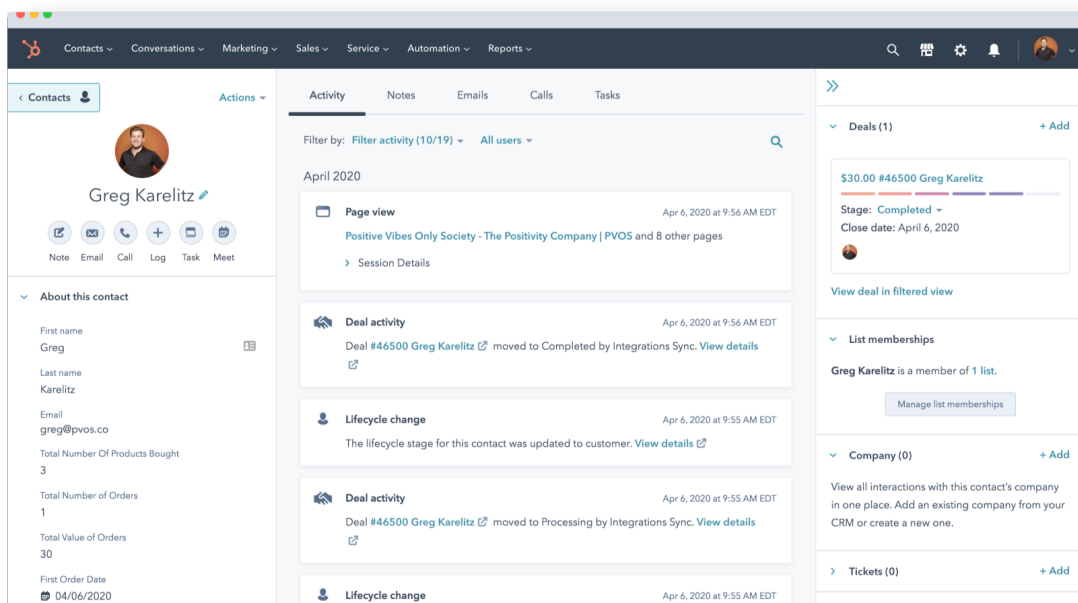 Contacts Conversations Marketing Sales Service Automation Reports
Contacts
Actions
Greg Karelitz
Note Email Call Log Task Meet
About this contact
First name
Greg
Last name
Karelitz
Email
greg@pvos.co
Total Number Of Products Bought
3
Total Number of Orders
1
Total Value of Orders
30
First Order Date
04/06/2020
Activity Notes Emails Calls Tasks
Filter by: Filter activity (10/19) All users
April 2020
Page view Apr 6, 2020 at 9:56 AM EDT
Positive Vibes Only Society - The Positivity Company | PVOS and 8 other pages
Session Details
Deal activity Apr 6, 2020 at 9:56 AM EDT
Deal #46500 Greg Karelitz moved to Completed by Integrations Sync. View details
Lifecycle change Apr 6, 2020 at 9:55 AM EDT
The lifecycle stage for this contact was updated to customer. View details
Deal activity Apr 6, 2020 at 9:55 AM EDT
Deal #46500 Greg Karelitz moved to Processing by Integrations Sync. View details
Lifecycle change Apr 6, 2020 at 9:55 AM EDT
Deals (1) + Add
$30.00 #46500 Greg Karelitz
Stage: Completed
Close date: April 6, 2020
View deal in filtered view
List memberships
Greg Karelitz is a member of 1 list.
Manage list memberships
Company (0) + Add
View all interactions with this contact's company
in one place. Add an existing company from your
CRM or create a new one.
Tickets (0) + Add